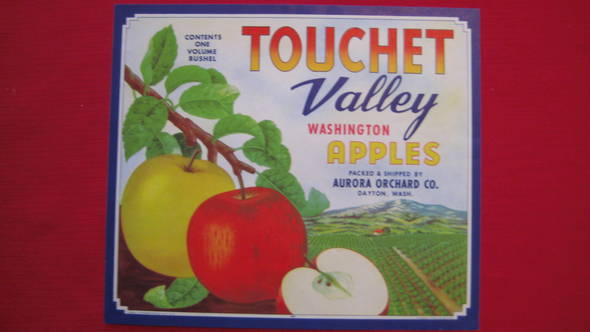 CONTENTS
ONE
VOLUME
BUSHEL
TOUCHET
Valley
WASHINGTON
APPLES
PACKED & SHIPPED BY
AURORA ORCHARD CO.
DAYTON, WASH.